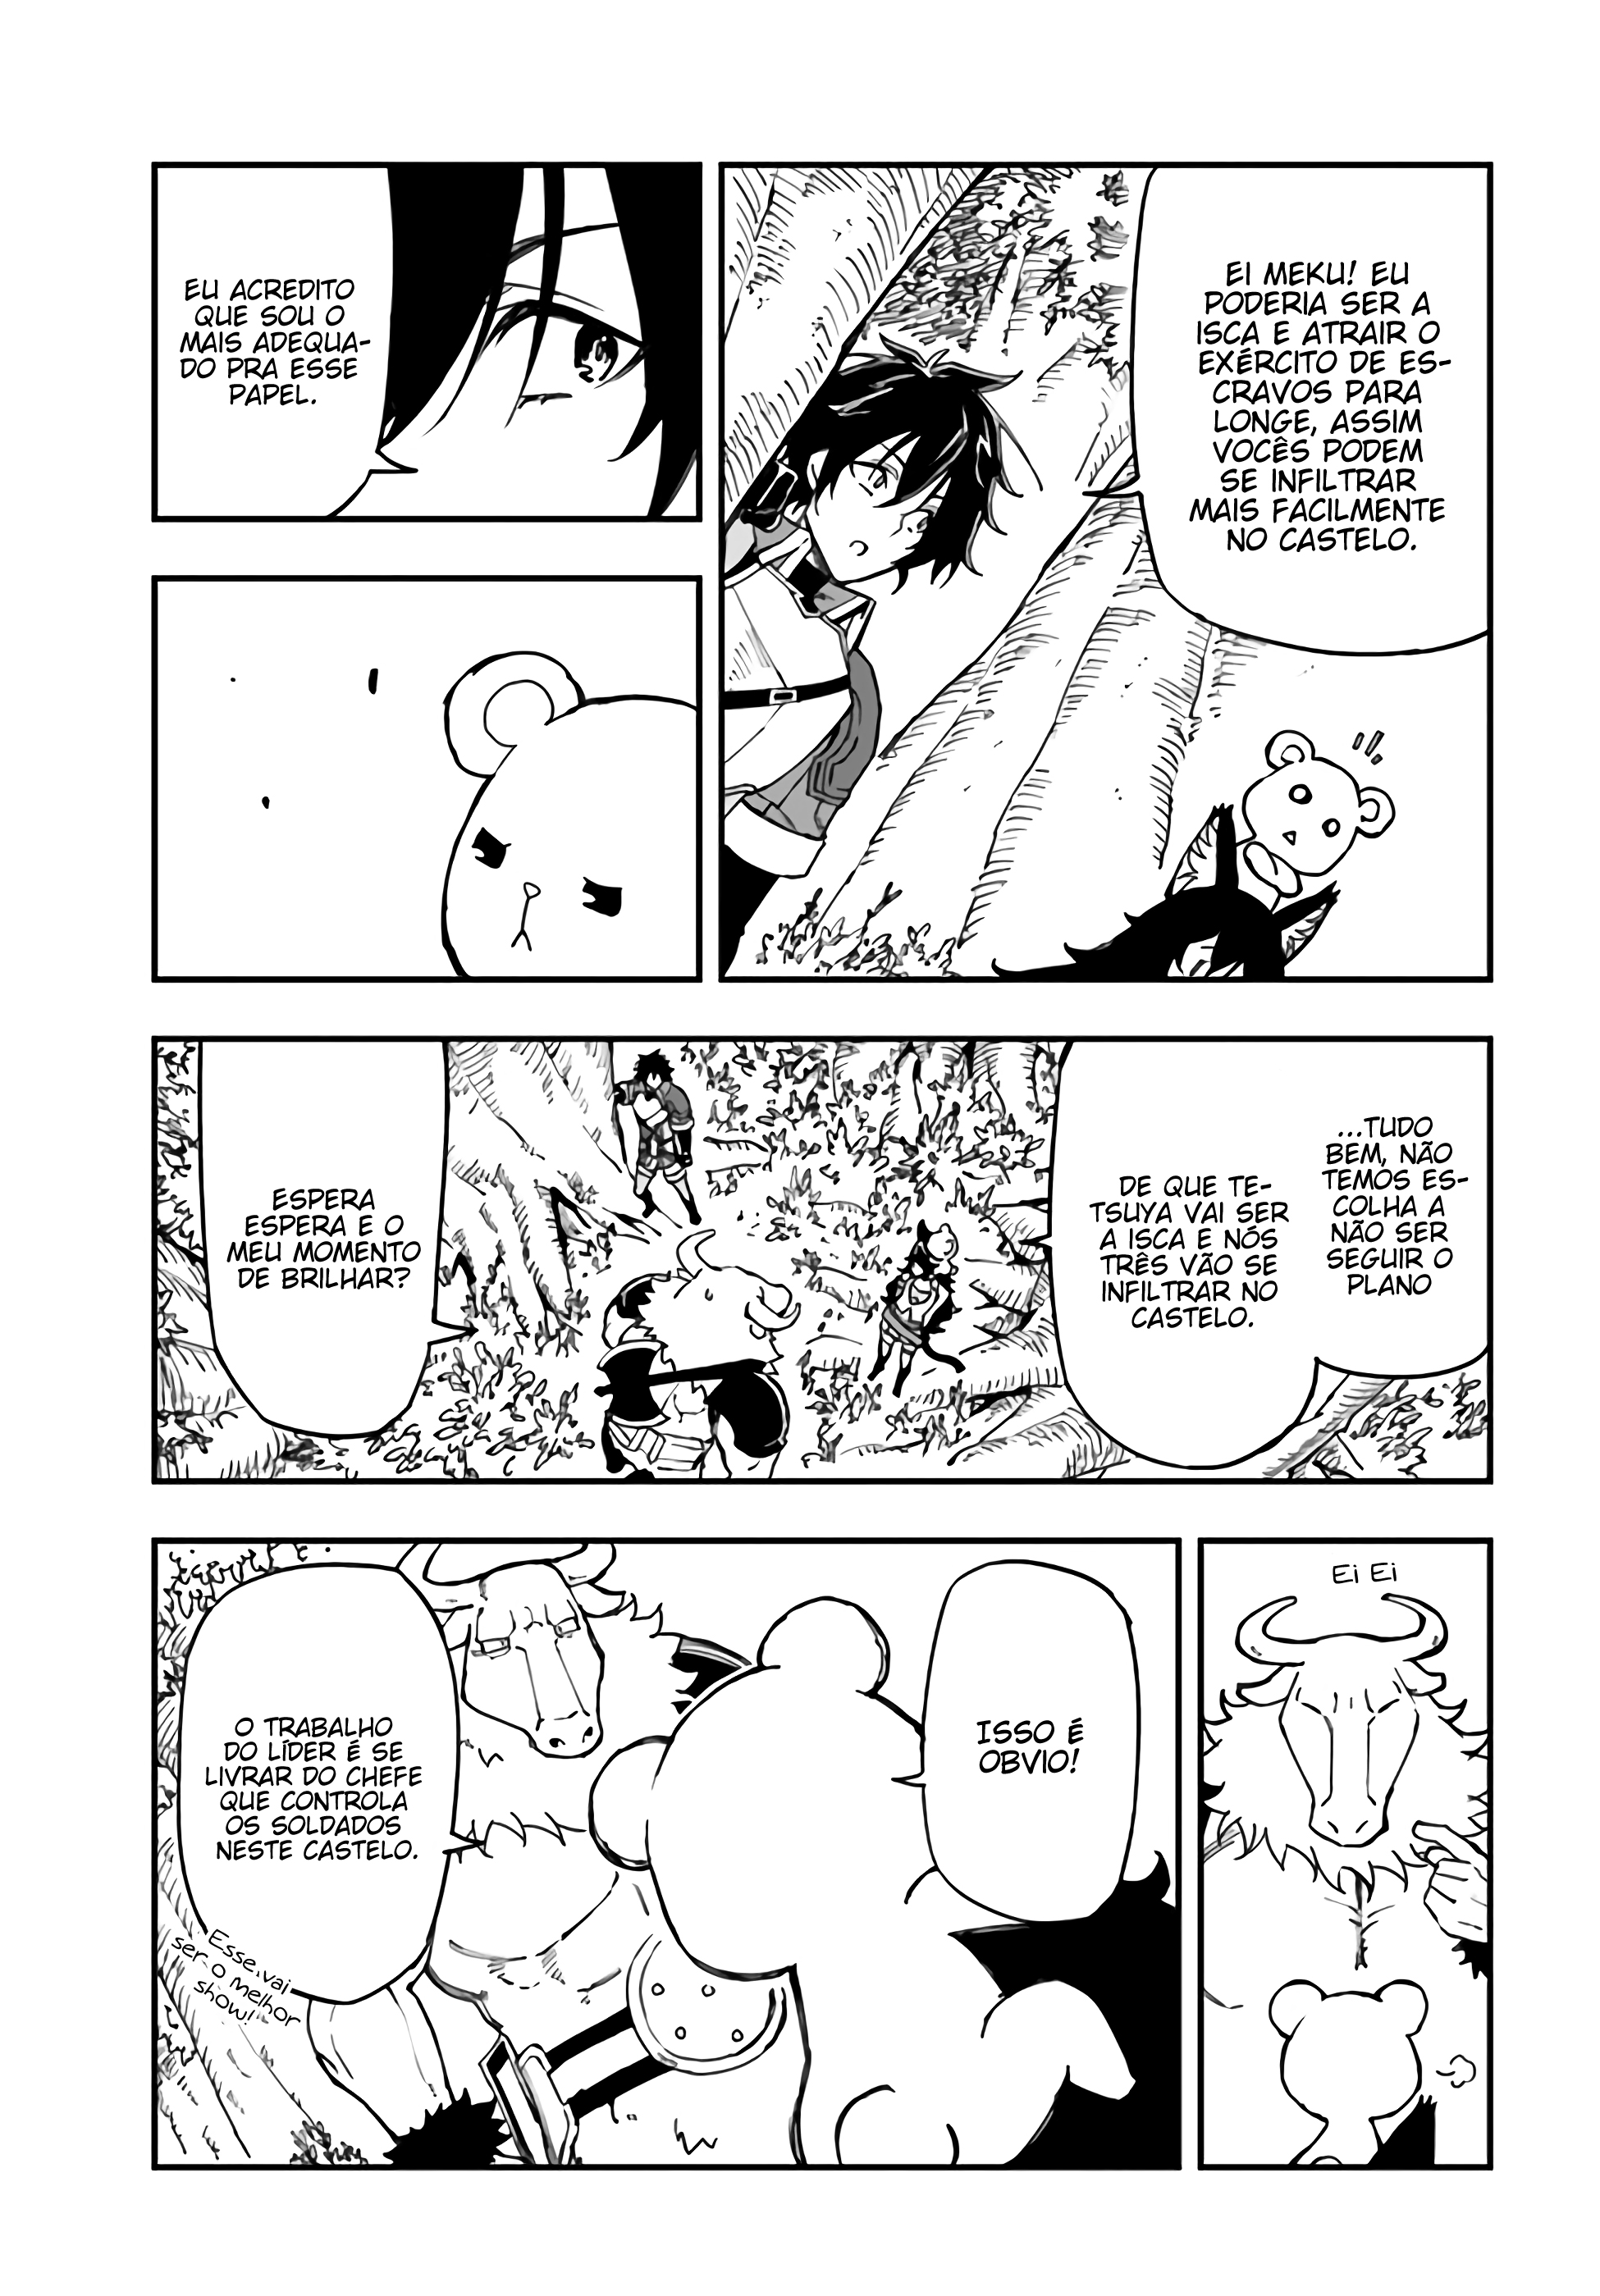 EI MEKU! EU
PODERIA SER A
ISCA E ATRAIR O
EXÉRCITO DE ES-
CRAVOS PARA
LONGE, ASSIM
VOCÊS PODEM
SE INFILTRAR
MAIS FACILMENTE
NO CASTELO.
EU ACREDITO
QUE SOU O
MAIS ADEQUA-
DO PRA ESSE
PAPEL.
...TUDO
BEM, NÃO
TEMOS ES-
COLHA A
NÃO SER
SEGUIR O
PLANO
DE QUE TE-
TSUYA VAI SER
A ISCA E NÓS
TRÊS VÃO SE
INFILTRAR NO
CASTELO.
ESPERA
ESPERA E O
MEU MOMENTO
DE BRILHAR?
Ei Ei
ISSO É
OBVIO!
O TRABALHO
DO LÍDER É SE
LIVRAR DO CHEFE
QUE CONTROLA
OS SOLDADOS
NESTE CASTELO.
Esse vai
ser o melhor
show!